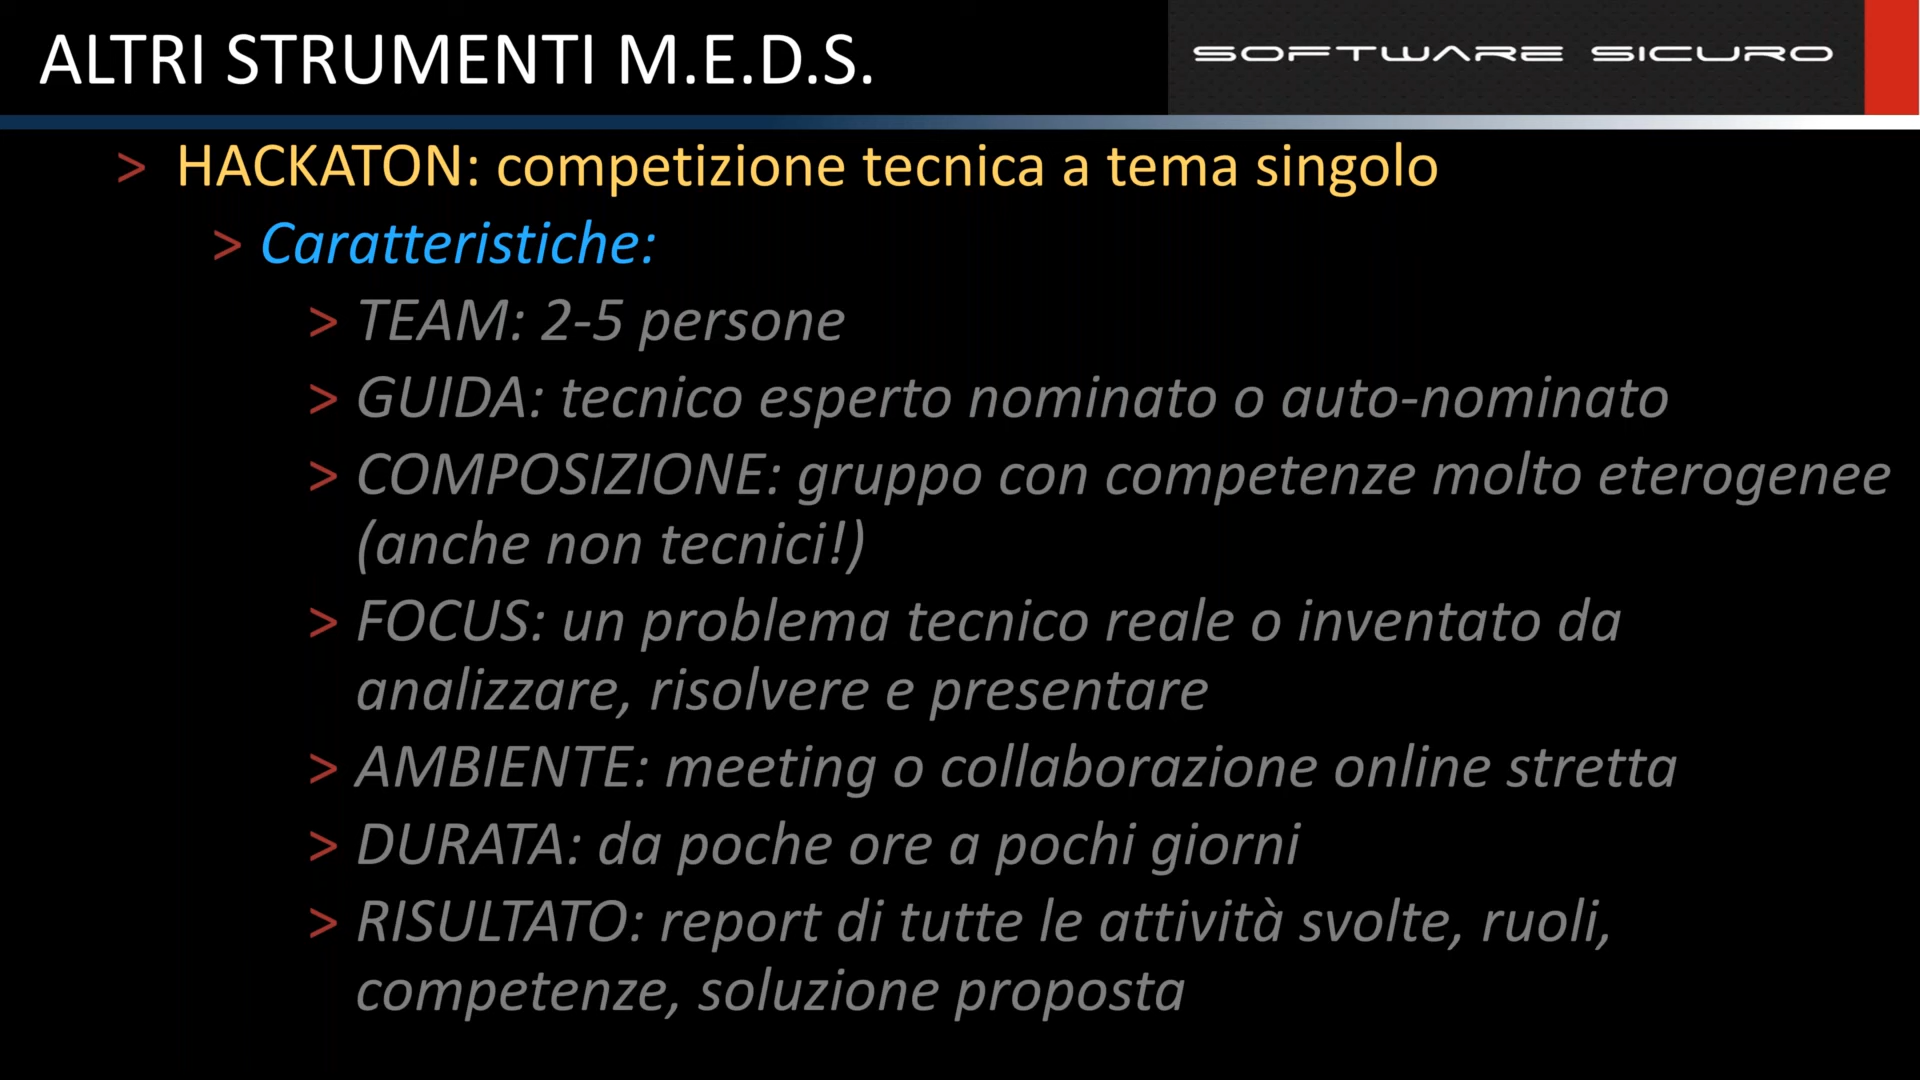 ALTRI STRUMENTI M.E.D.S.
SOFTWARE SICURO
> HACKATON: competizione tecnica a tema singolo
> Caratteristiche:
> TEAM: 2-5 persone
> GUIDA: tecnico esperto nominato o auto-nominato
> COMPOSIZIONE: gruppo con competenze molto eterogenee
(anche non tecnici!)
> FOCUS: un problema tecnico reale o inventato da
analizzare, risolvere e presentare
> AMBIENTE: meeting o collaborazione online stretta
> DURATA: da poche ore a pochi giorni
> RISULTATO: report di tutte le attività svolte, ruoli,
competenze, soluzione proposta